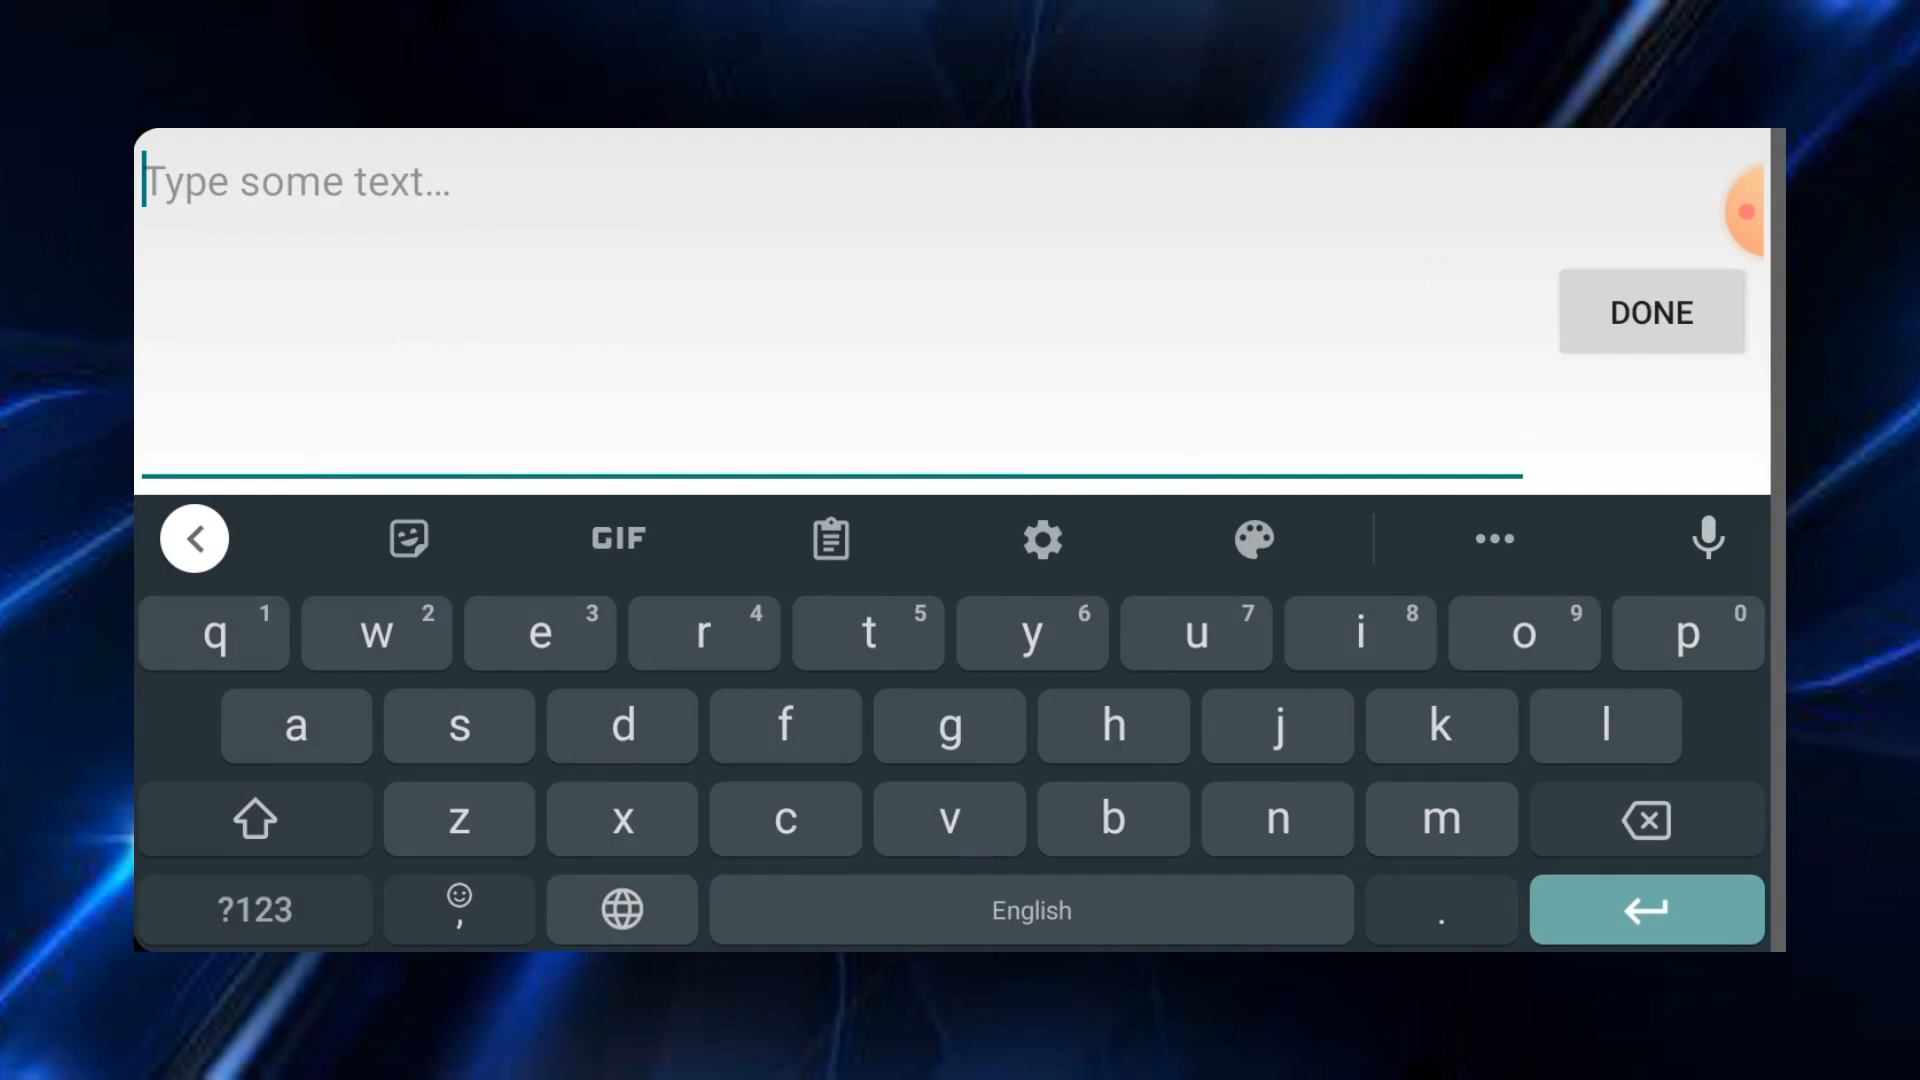 Type some text...
DONE
GIF
q 1 w 2 e 3 r 4 t 5 y 6 u 7 i 8 o 9 p 0
a s d f g h j k l
z x c v b n m
?123 , English .